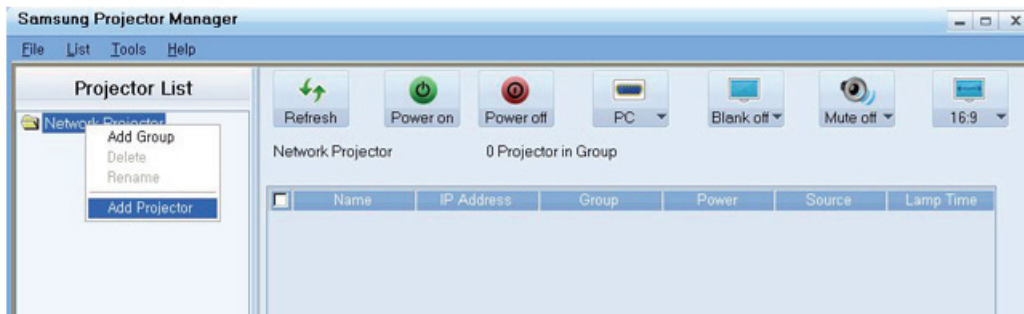 Samsung Projector Manager
File List Tools Help
Projector List
Network Projector
Add Group
Delete
Rename
Add Projector
Refresh Power on Power off PC Blank off Mute off 16:9
Network Projector 0 Projector in Group
Name IP Address Group Power Source Lamp Time